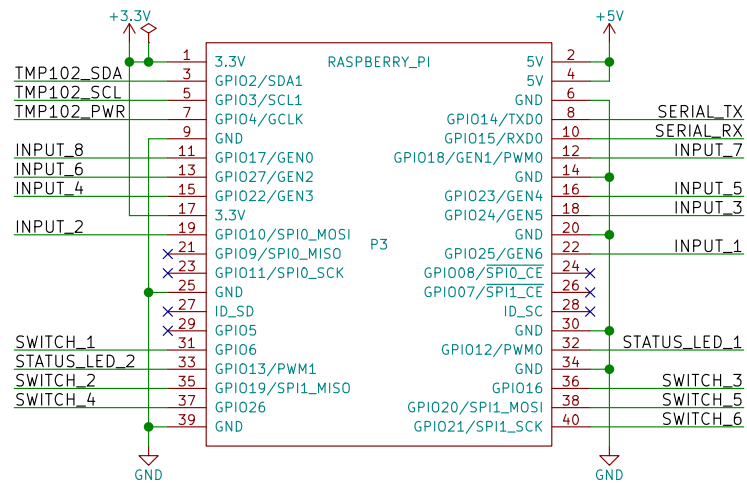 +3.3V +5V
RASPBERRY_PI
1 3.3V 5V 2
TMP102_SDA 3 GPIO2/SDA1 5V 4
TMP102_SCL 5 GPIO3/SCL1 GND 6
TMP102_PWR 7 GPIO4/GCLK GPIO14/TXD0 8 SERIAL_TX
9 GND GPIO15/RXD0 10 SERIAL_RX
INPUT_8 11 GPIO17/GEN0 GPIO18/GEN1/PWM0 12 INPUT_7
INPUT_6 13 GPIO27/GEN2 GND 14
INPUT_4 15 GPIO22/GEN3 GPIO23/GEN4 16 INPUT_5
17 3.3V GPIO24/GEN5 18 INPUT_3
INPUT_2 19 GPIO10/SPI0_MOSI GND 20
P3
21 GPIO9/SPI0_MISO GPIO25/GEN6 22 INPUT_1
23 GPIO11/SPI0_SCK GPIO08/SPI0_CE 24
25 GND GPIO07/SPI1_CE 26
27 ID_SD ID_SC 28
29 GPIO5 GND 30
SWITCH_1 31 GPIO6 GPIO12/PWM0 32 STATUS_LED_1
STATUS_LED_2 33 GPIO13/PWM1 GND 34
SWITCH_2 35 GPIO19/SPI1_MISO GPIO16 36 SWITCH_3
SWITCH_4 37 GPIO26 GPIO20/SPI1_MOSI 38 SWITCH_5
39 GND GPIO21/SPI1_SCK 40 SWITCH_6
GND GND